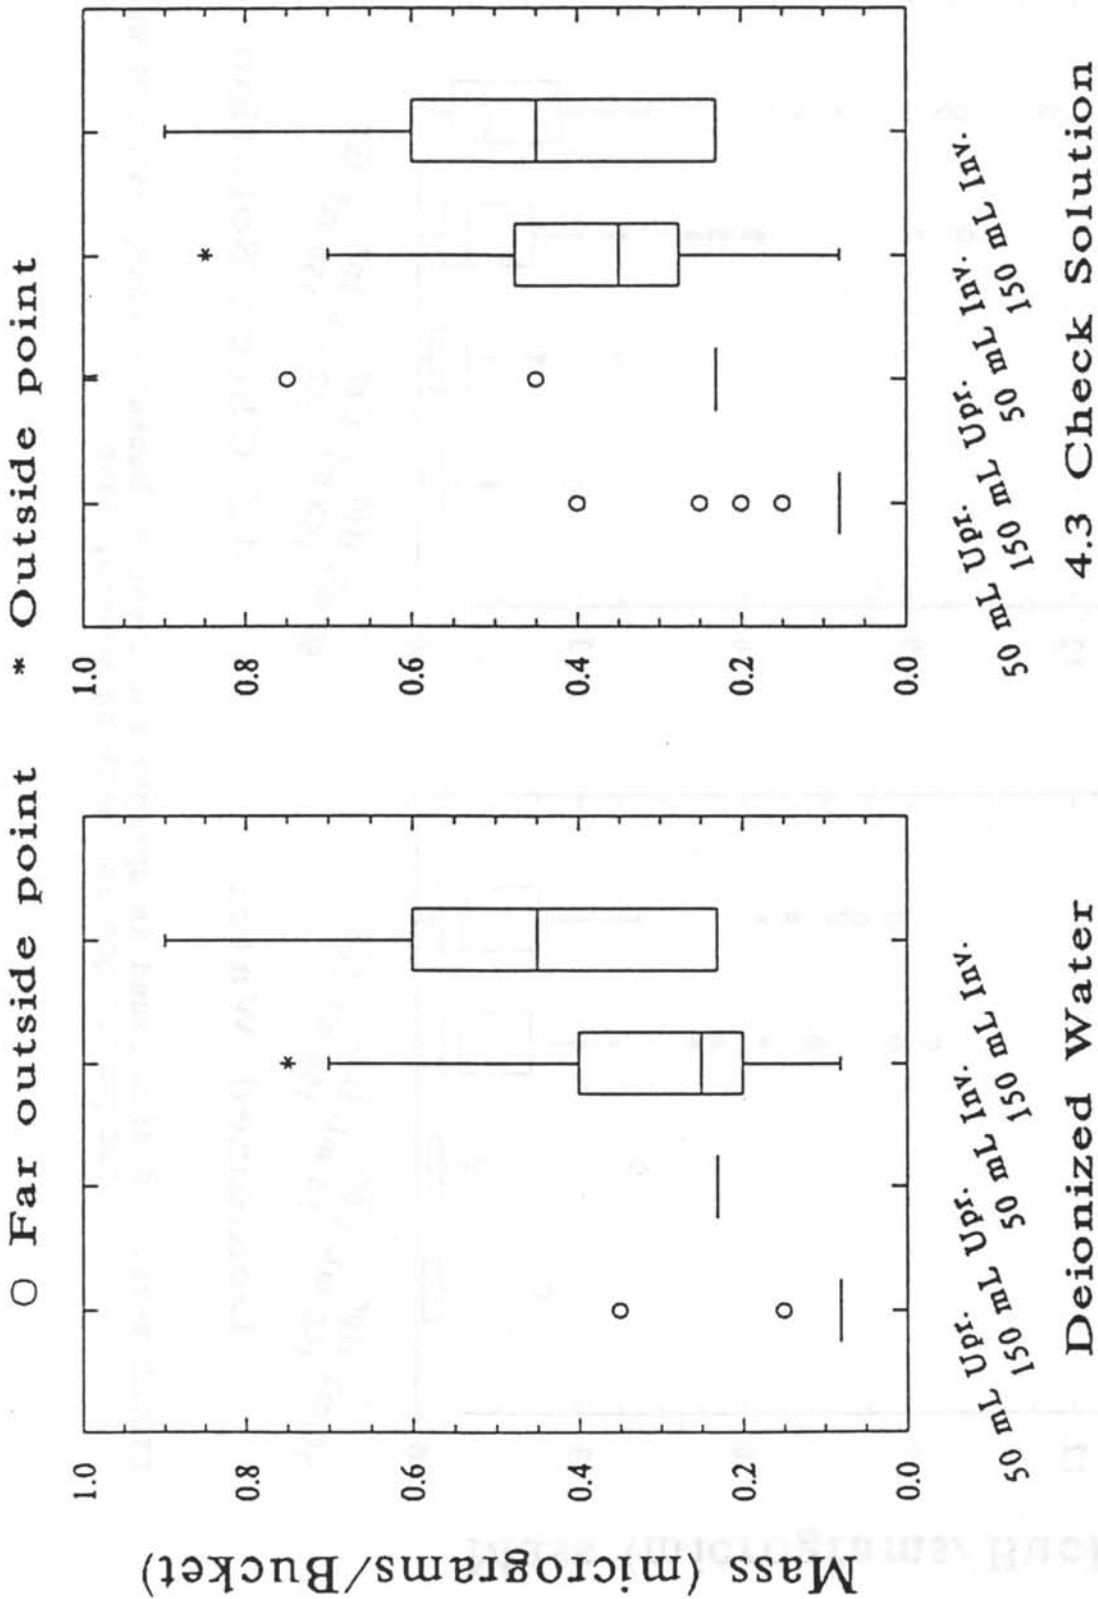 O Far outside point * Outside point
Mass (micrograms/Bucket)
1.0
0.8
0.6
0.4
0.2
0.0
50 mL Upr.
150 mL Upr.
50 mL Inv.
150 mL Inv.
Deionized Water
1.0
0.8
0.6
0.4
0.2
0.0
50 mL Upr.
150 mL Upr.
50 mL Inv.
150 mL Inv.
4.3 Check Solution